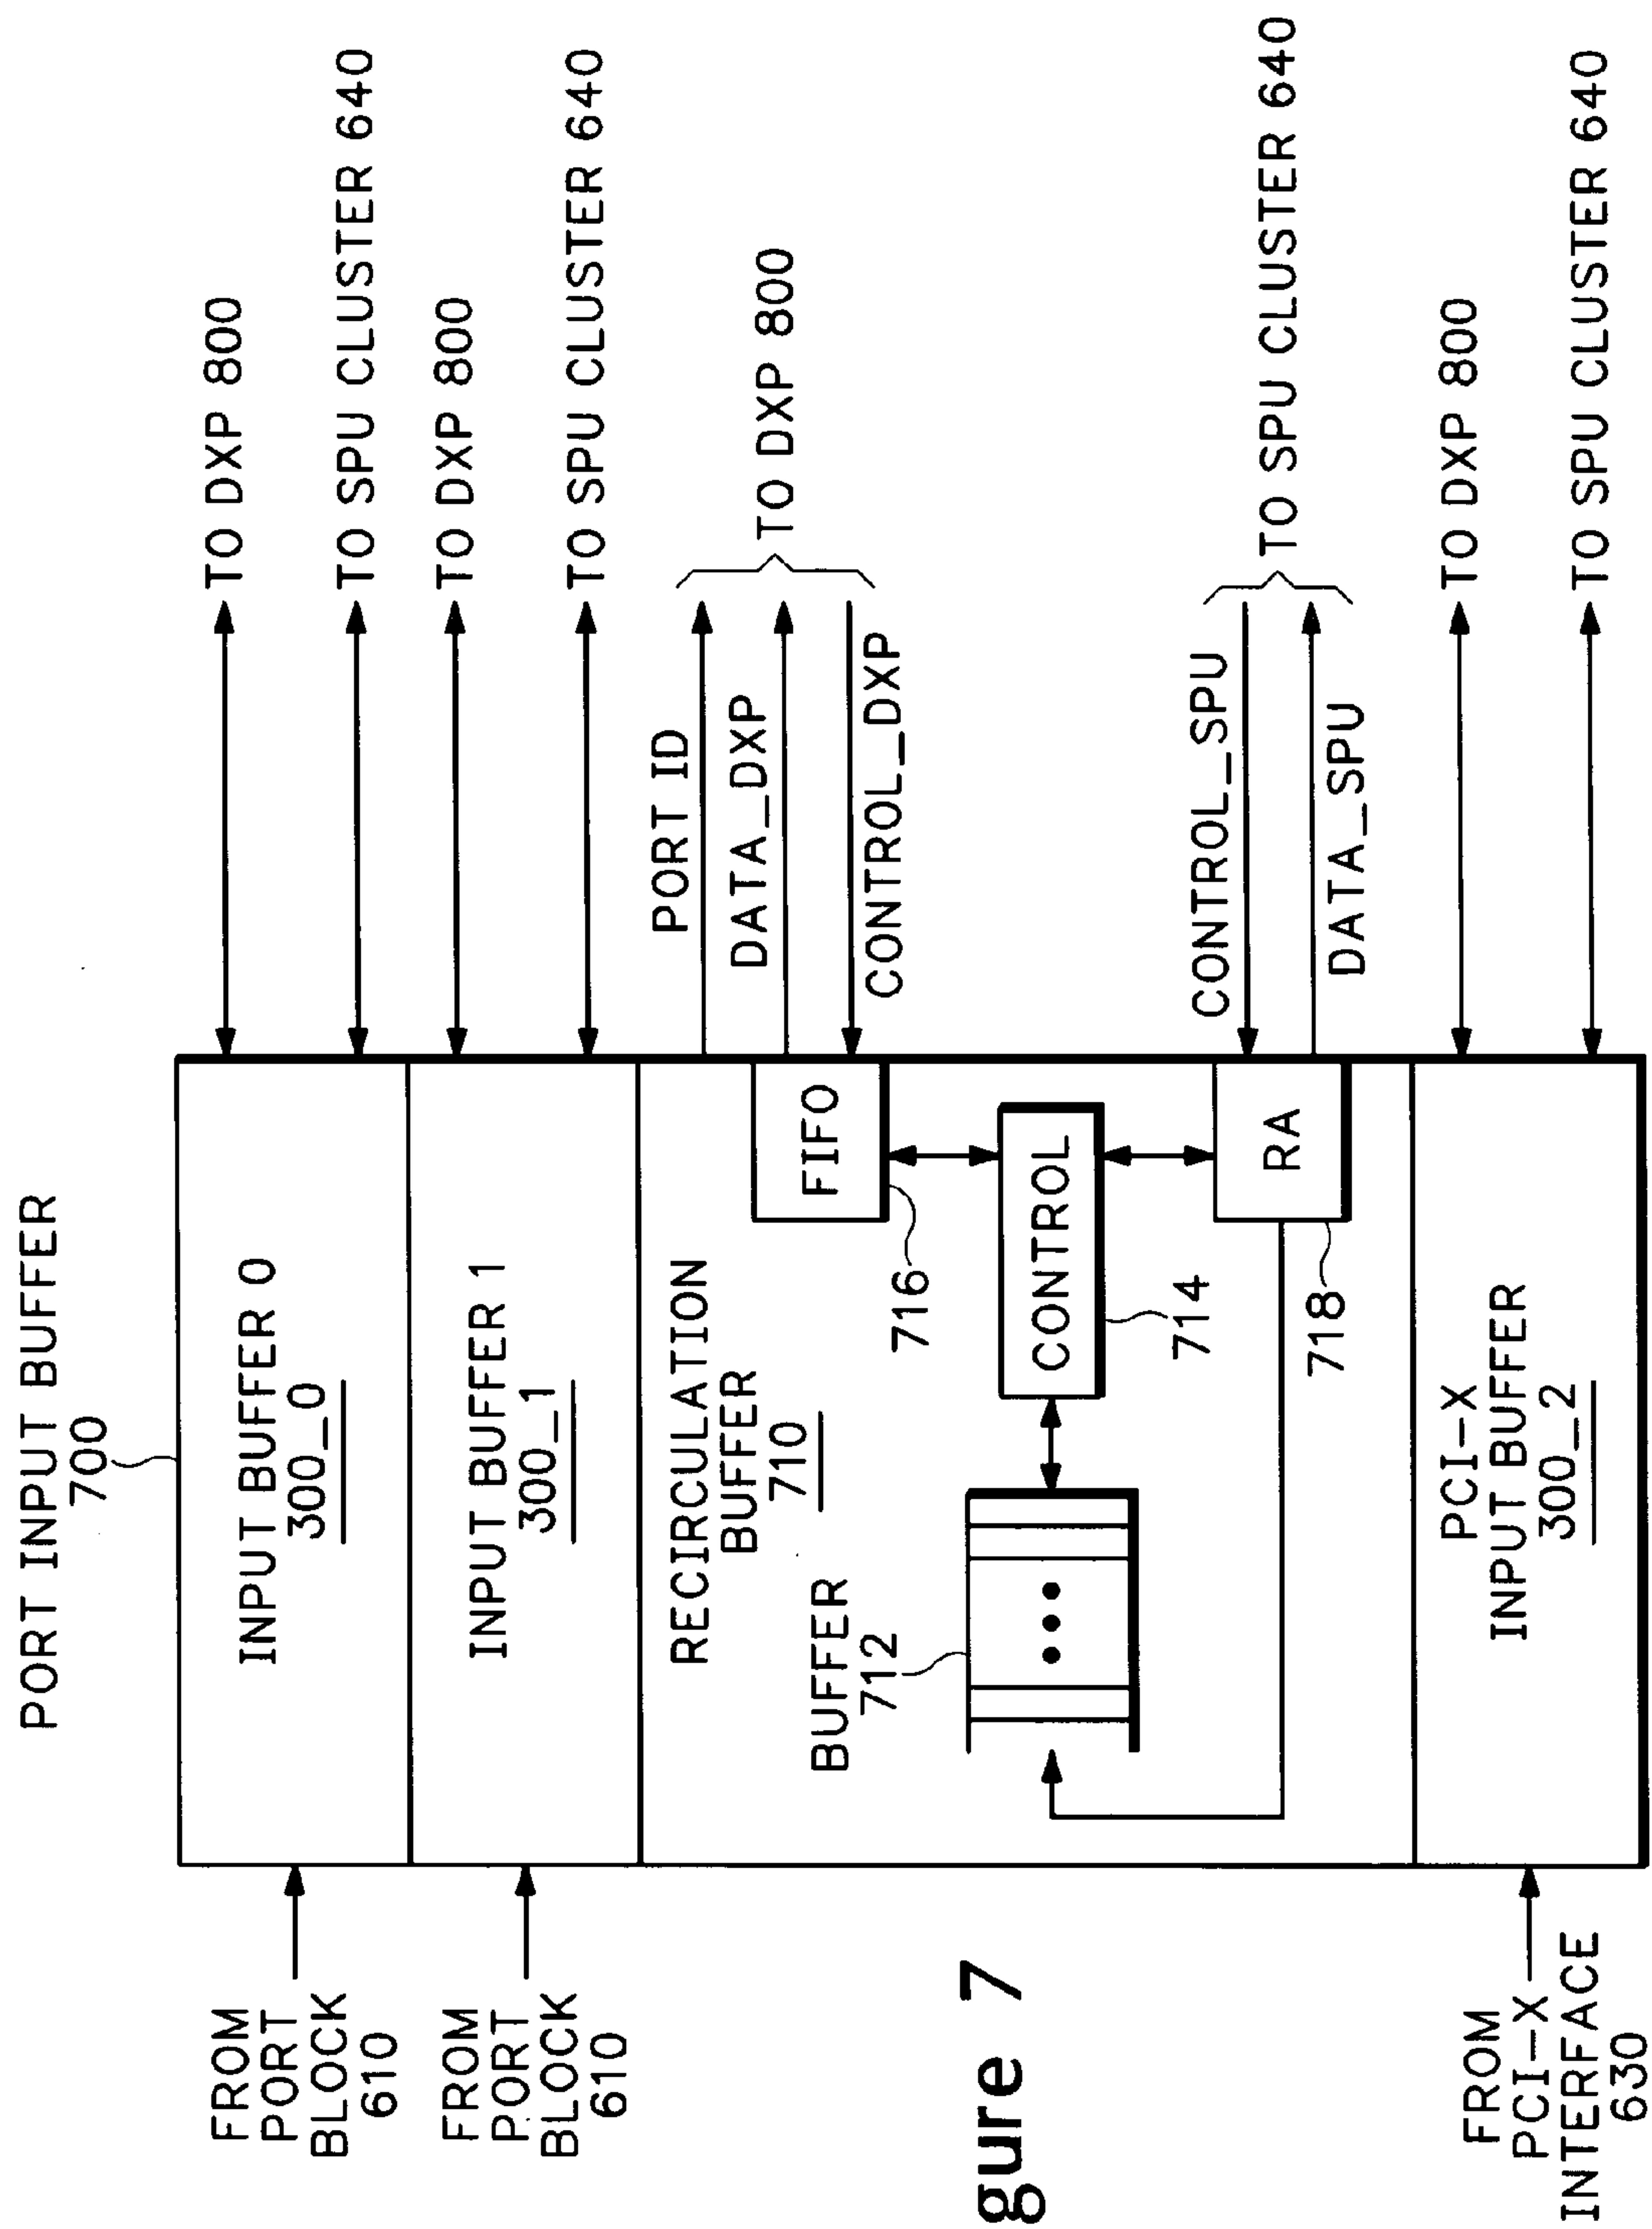 PORT INPUT BUFFER
700
FROM
PORT
BLOCK
610
INPUT BUFFER 0
300_0
TO DXP 800
TO SPU CLUSTER 640
FROM
PORT
BLOCK
610
INPUT BUFFER 1
300_1
TO DXP 800
TO SPU CLUSTER 640
RECIRCULATION
BUFFER
710
PORT ID
DATA_DXP
CONTROL_DXP
TO DXP 800
FIFO
716
BUFFER
712
CONTROL
714
CONTROL_SPU
DATA_SPU
TO SPU CLUSTER 640
RA
718
FROM
PCI-X
INTERFACE
630
PCI-X
INPUT BUFFER
300_2
TO DXP 800
TO SPU CLUSTER 640
gure 7